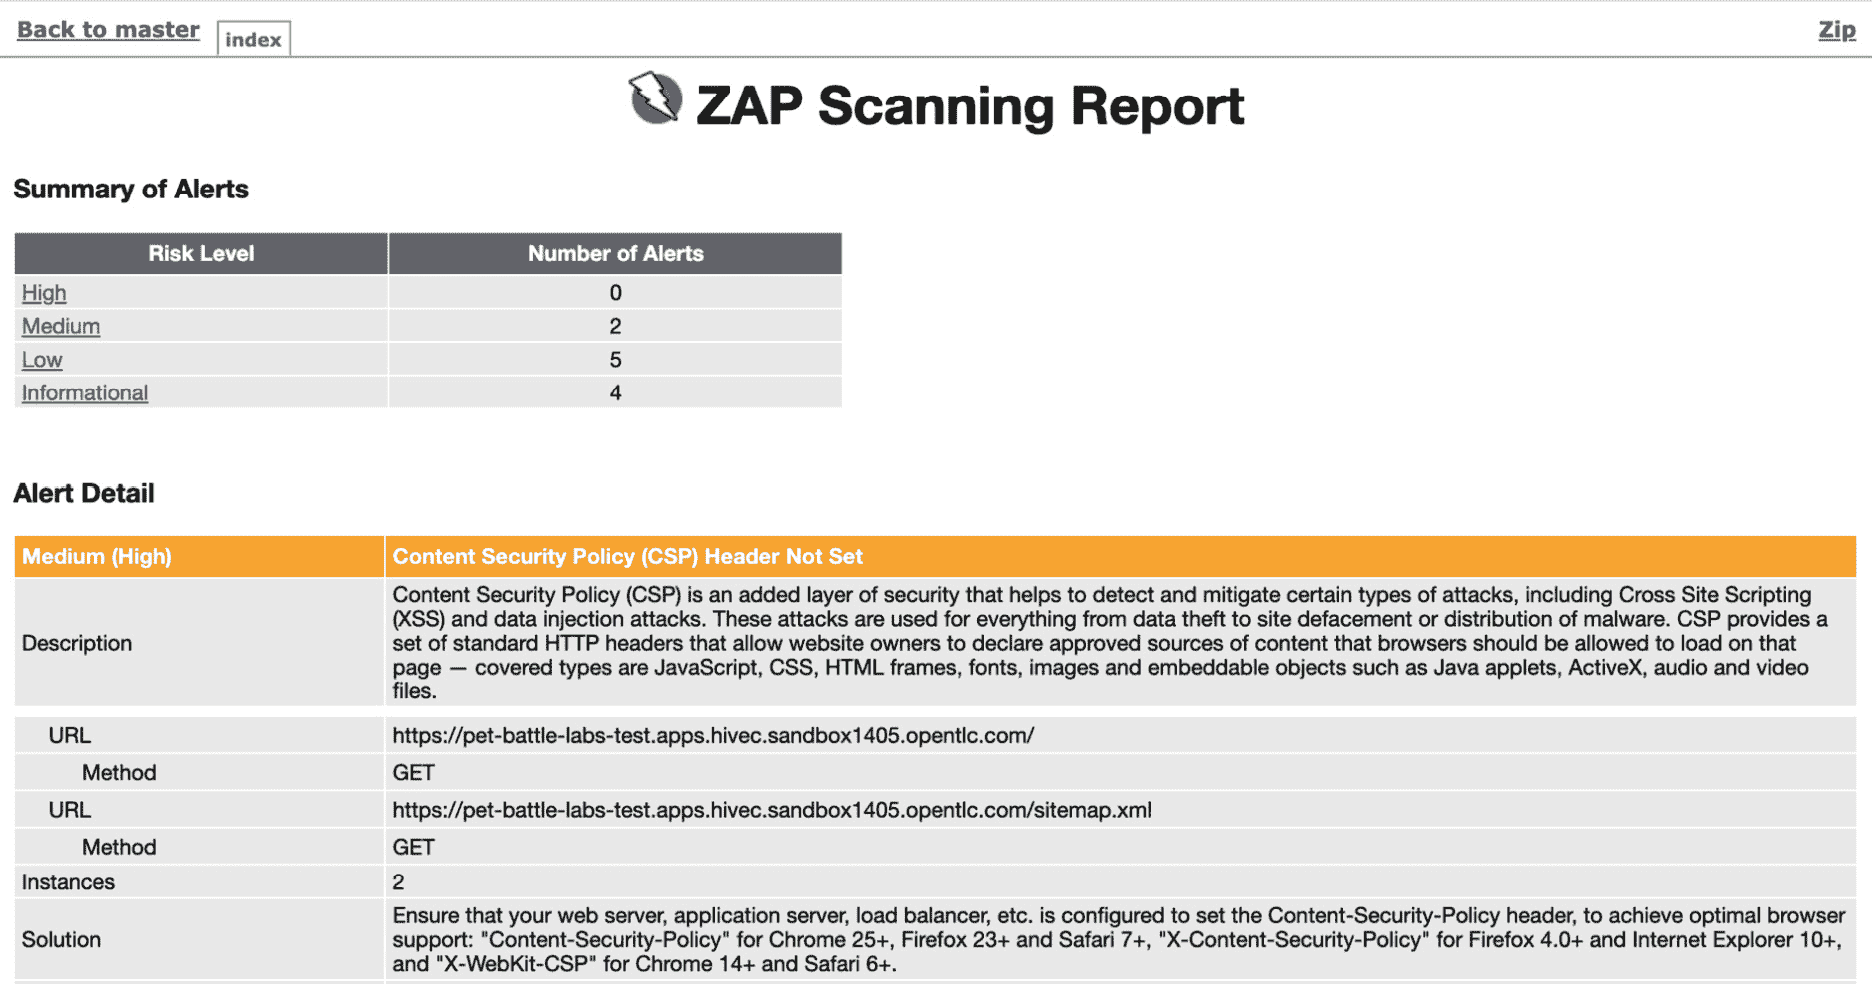 Back to master index Zip
ZAP Scanning Report
Summary of Alerts
Risk Level Number of Alerts
High 0
Medium 2
Low 5
Informational 4
Alert Detail
Medium (High) Content Security Policy (CSP) Header Not Set
Description
Content Security Policy (CSP) is an added layer of security that helps to detect and mitigate certain types of attacks, including Cross Site Scripting
(XSS) and data injection attacks. These attacks are used for everything from data theft to site defacement or distribution of malware. CSP provides a
set of standard HTTP headers that allow website owners to declare approved sources of content that browsers should be allowed to load on that
page — covered types are JavaScript, CSS, HTML frames, fonts, images and embeddable objects such as Java applets, ActiveX, audio and video
files.
URL https://pet-battle-labs-test.apps.hivec.sandbox1405.opentlc.com/
Method GET
URL https://pet-battle-labs-test.apps.hivec.sandbox1405.opentlc.com/sitemap.xml
Method GET
Instances 2
Solution
Ensure that your web server, application server, load balancer, etc. is configured to set the Content-Security-Policy header, to achieve optimal browser
support: "Content-Security-Policy" for Chrome 25+, Firefox 23+ and Safari 7+, "X-Content-Security-Policy" for Firefox 4.0+ and Internet Explorer 10+,
and "X-WebKit-CSP" for Chrome 14+ and Safari 6+.